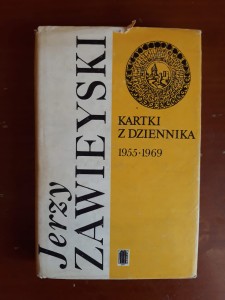 Jerzy
ZAWIEYSKI
KARTKI
Z DZIENNIKA
1955-1969